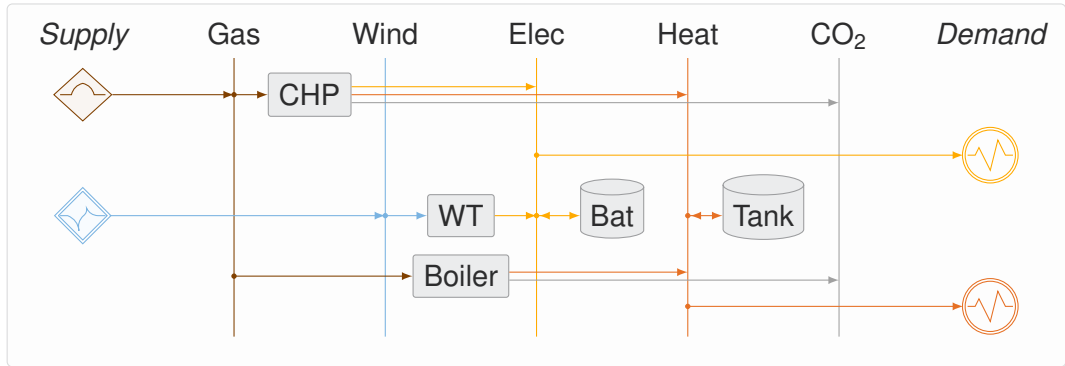 Supply Gas Wind Elec Heat CO₂ Demand
CHP
WT Bat Tank
Boiler